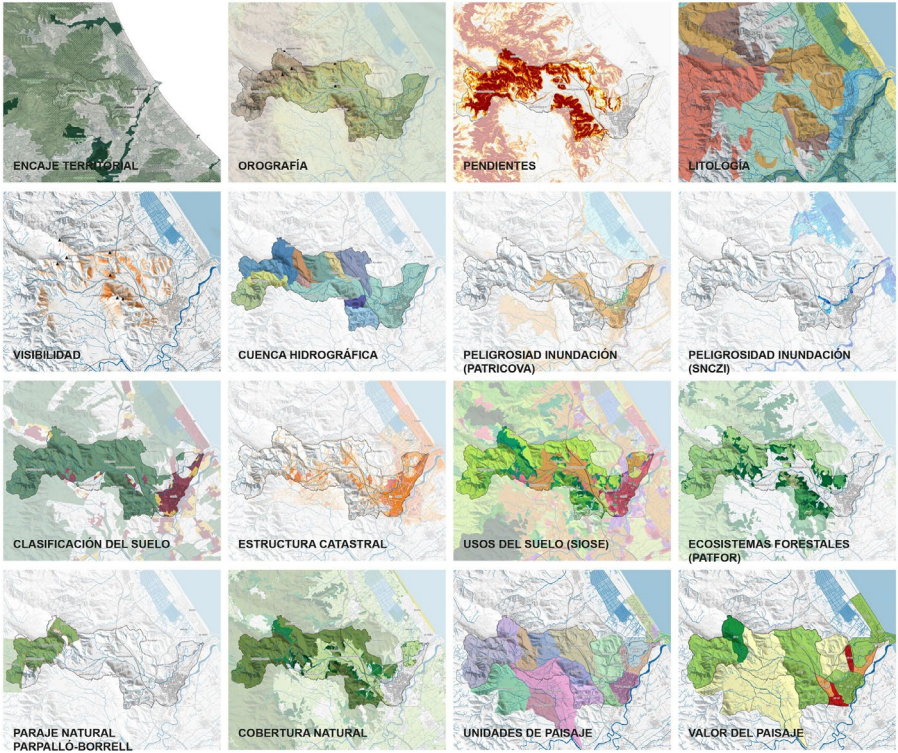 ENCAJE TERRITORIAL
OROGRAFÍA
PENDIENTES
LITOLOGÍA
VISIBILIDAD
CUENCA HIDROGRÁFICA
PELIGROSIAD INUNDACIÓN
(PATRICOVA)
PELIGROSIDAD INUNDACIÓN
(SNCZI)
CLASIFICACIÓN DEL SUELO
ESTRUCTURA CATASTRAL
USOS DEL SUELO (SIOSE)
ECOSISTEMAS FORESTALES
(PATFOR)
PARAJE NATURAL
PARPALLÓ-BORRELL
COBERTURA NATURAL
UNIDADES DE PAISAJE
VALOR DEL PAISAJE